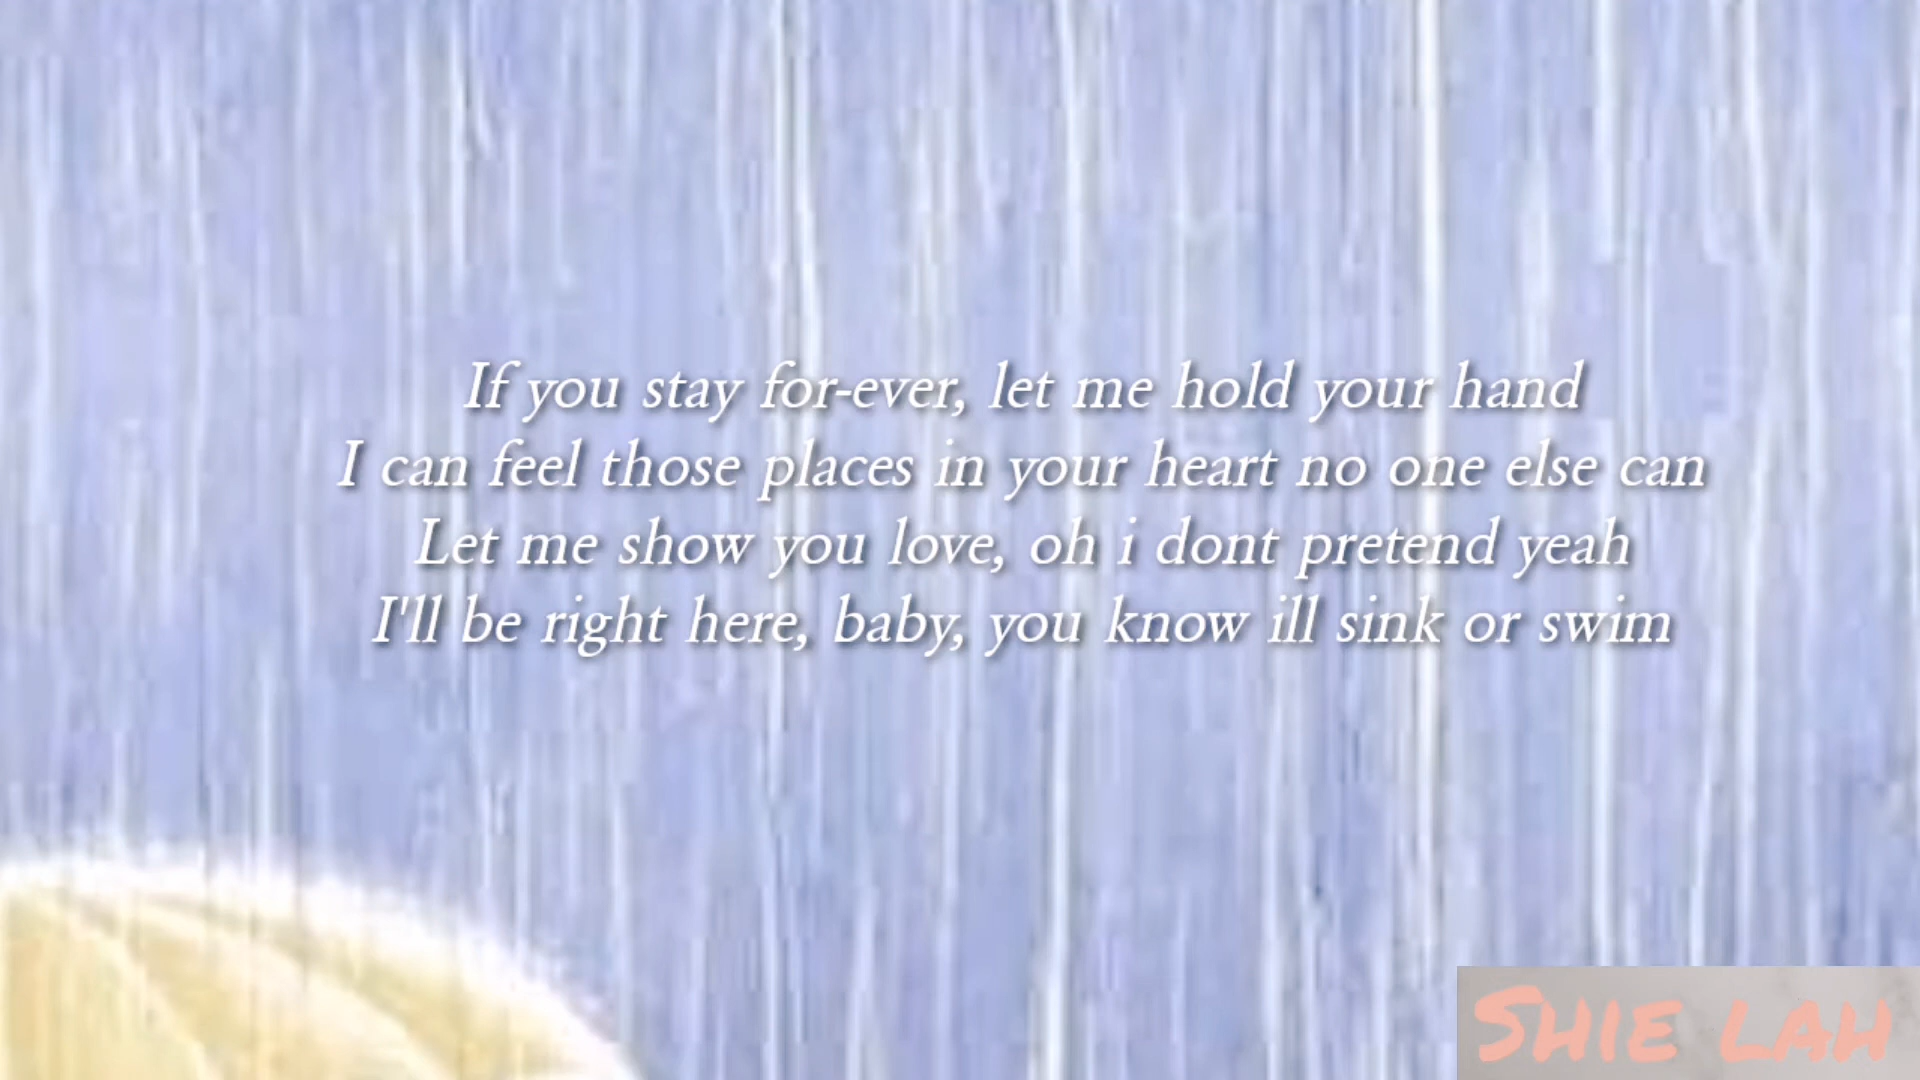 If you stay for-ever, let me hold your hand
I can feel those places in your heart no one else can
Let me show you love, oh i dont pretend yeah
I'll be right here, baby, you know ill sink or swim
SHIE LAH